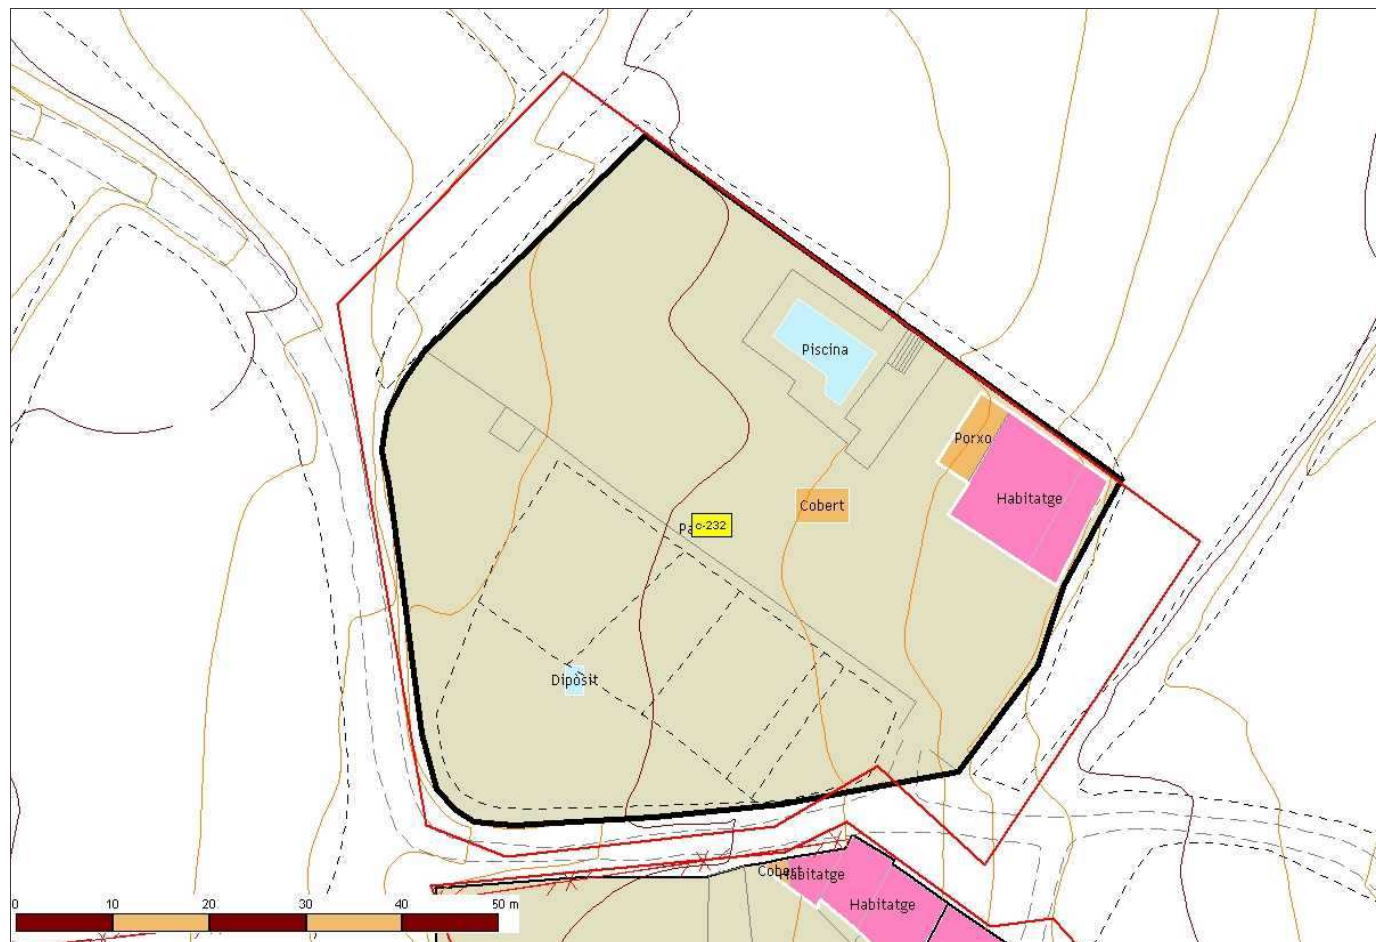 Piscina
Porxo
Habitatge
Cobert
c-232
Dipòsit
Habitatge
Habitatge
0 10 20 30 40 50 m